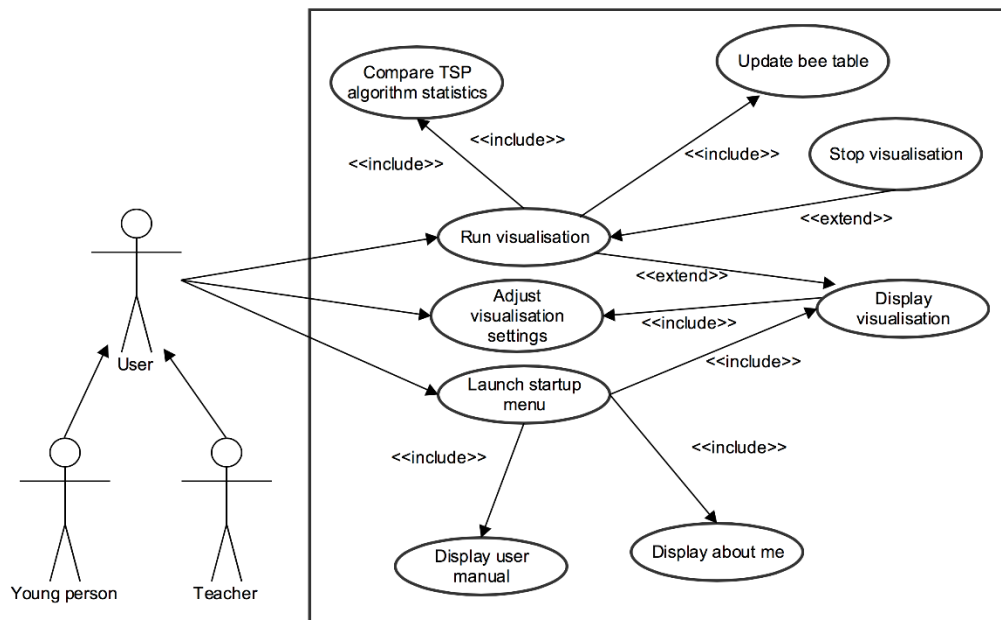 Compare TSP
algorithm statistics
Update bee table
<<include>>
<<include>>
<<include>>
Stop visualisation
<<extend>>
Run visualisation
<<extend>>
Adjust
visualisation
settings
Display
visualisation
<<include>>
<<include>>
User
Launch startup
menu
<<include>>
<<include>>
Display user
manual
Display about me
Young person
Teacher